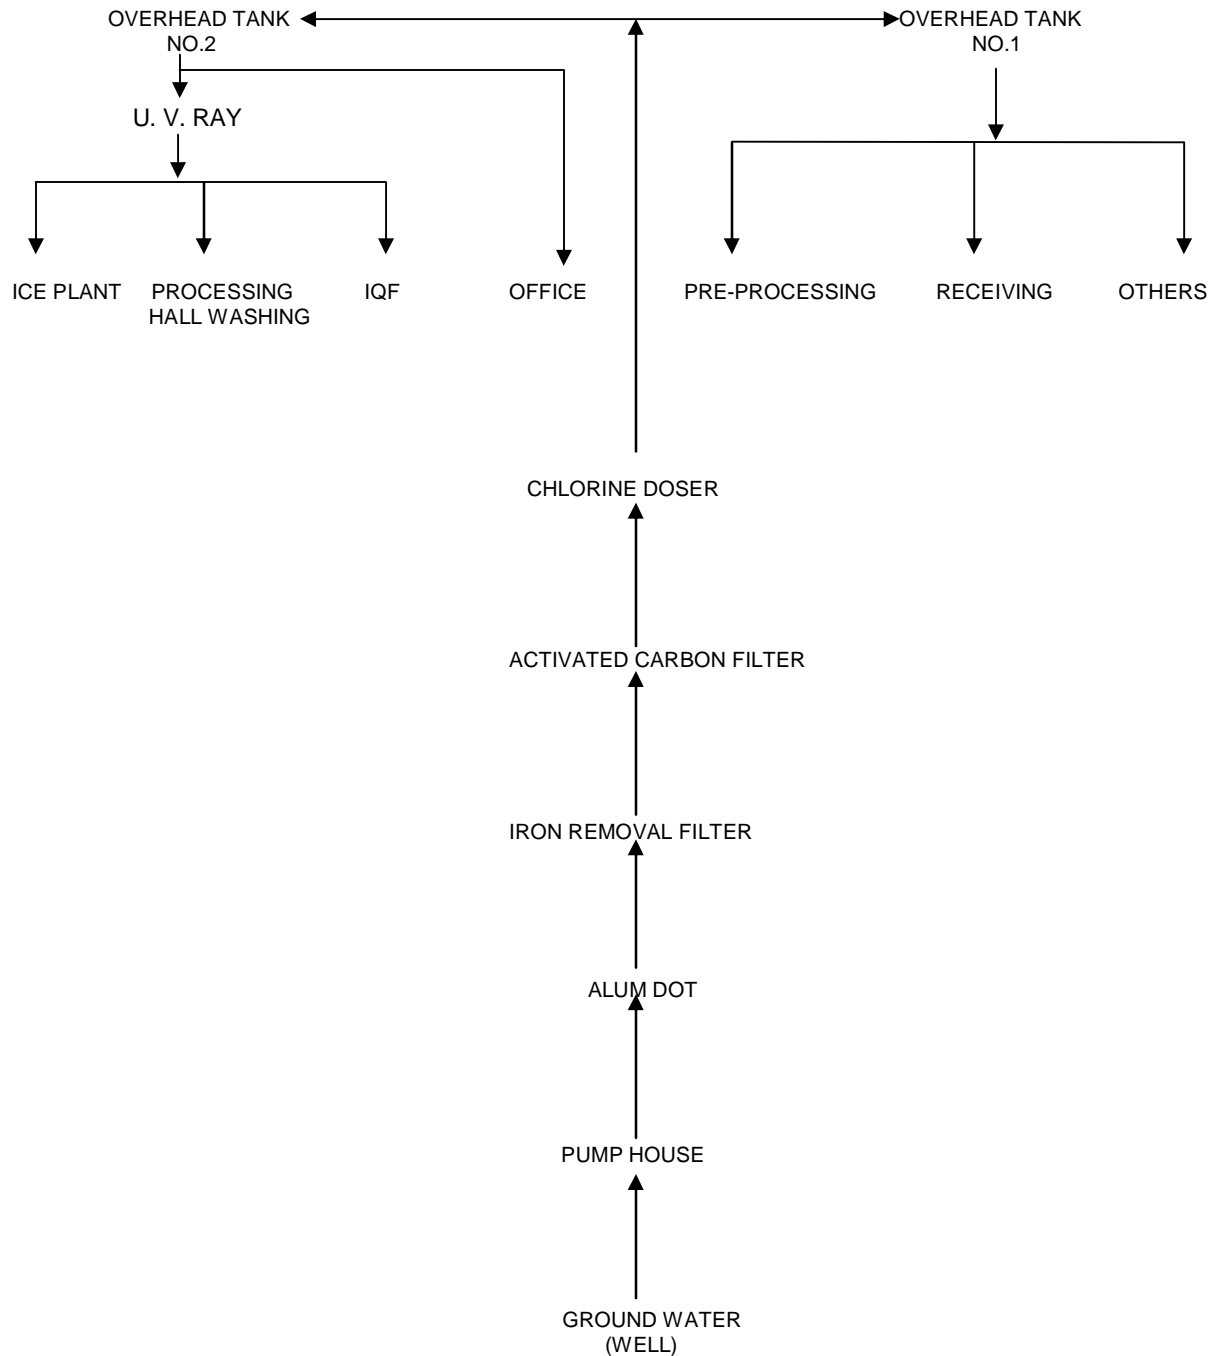 OVERHEAD TANK
NO.2
OVERHEAD TANK
NO.1
U. V. RAY
ICE PLANT
PROCESSING
HALL WASHING
IQF
OFFICE
PRE-PROCESSING
RECEIVING
OTHERS
CHLORINE DOSER
ACTIVATED CARBON FILTER
IRON REMOVAL FILTER
ALUM DOT
PUMP HOUSE
GROUND WATER
(WELL)